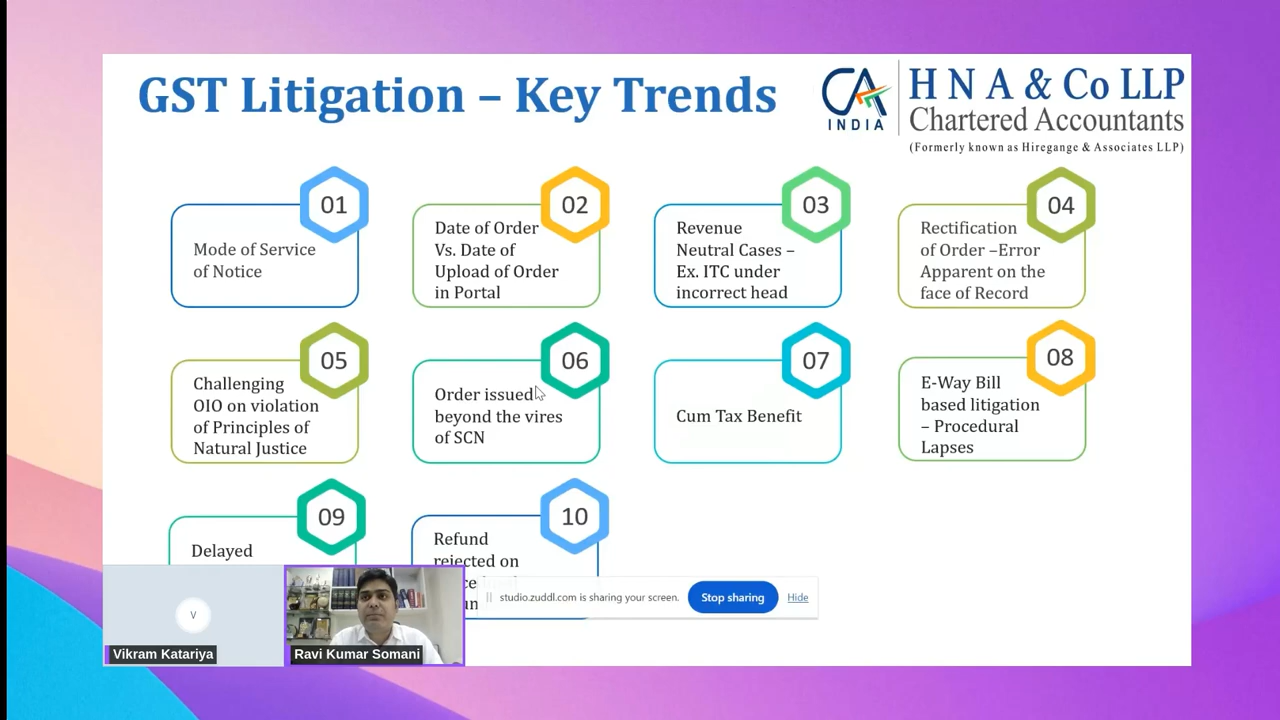 GST Litigation – Key Trends
CA
INDIA
H N A & Co LLP
Chartered Accountants
(Formerly known as Hiregange & Associates LLP)
01
Mode of Service
of Notice
02
Date of Order
Vs. Date of
Upload of Order
in Portal
03
Revenue
Neutral Cases –
Ex. ITC under
incorrect head
04
Rectification
of Order –Error
Apparent on the
face of Record
05
Challenging
OIO on violation
of Principles of
Natural Justice
06
Order issued
beyond the vires
of SCN
07
Cum Tax Benefit
08
E-Way Bill
based litigation
– Procedural
Lapses
09
Delayed
10
Refund
rejected on
studio.zuddl.com is sharing your screen.
Stop sharing
Hide
V
Vikram Katariya
Ravi Kumar Somani